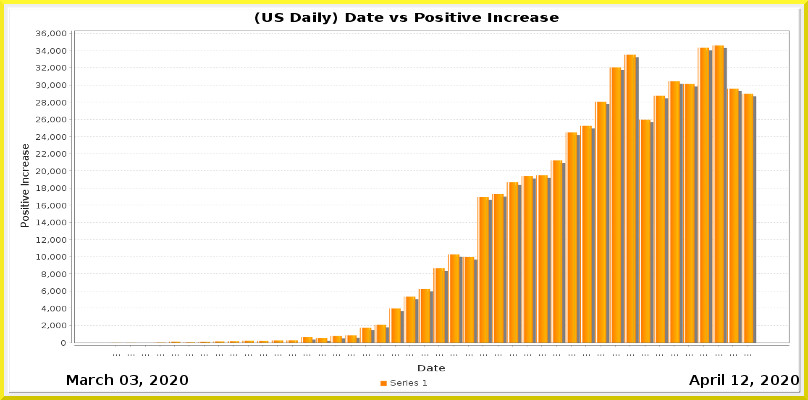 (US Daily) Date vs Positive Increase
36,000
34,000
32,000
30,000
28,000
26,000
24,000
22,000
20,000
18,000
16,000
14,000
12,000
10,000
8,000
6,000
4,000
2,000
0
Positive Increase
... ... ... ... ... ... ... ... ... ... ... ... ... ... ... ... ... ... ... ... ... ... ... ... ... ... ... ... ... ... ... ... ... ... ... ... ... ... ... ... ... ... ... ...
Date
March 03, 2020
April 12, 2020
Series 1